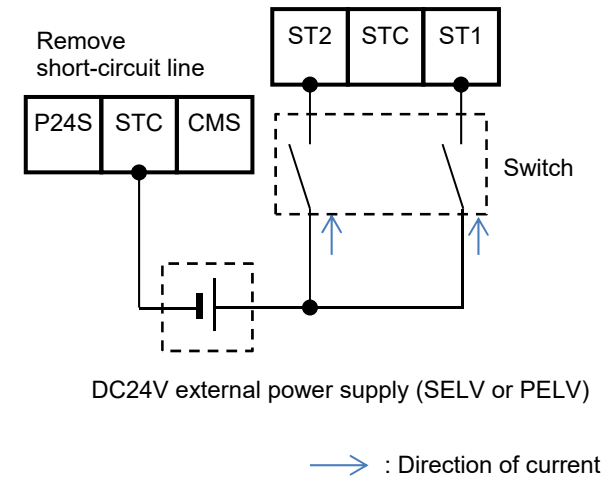 Remove
short-circuit line
ST2 STC ST1
P24S STC CMS
Switch
DC24V external power supply (SELV or PELV)
: Direction of current